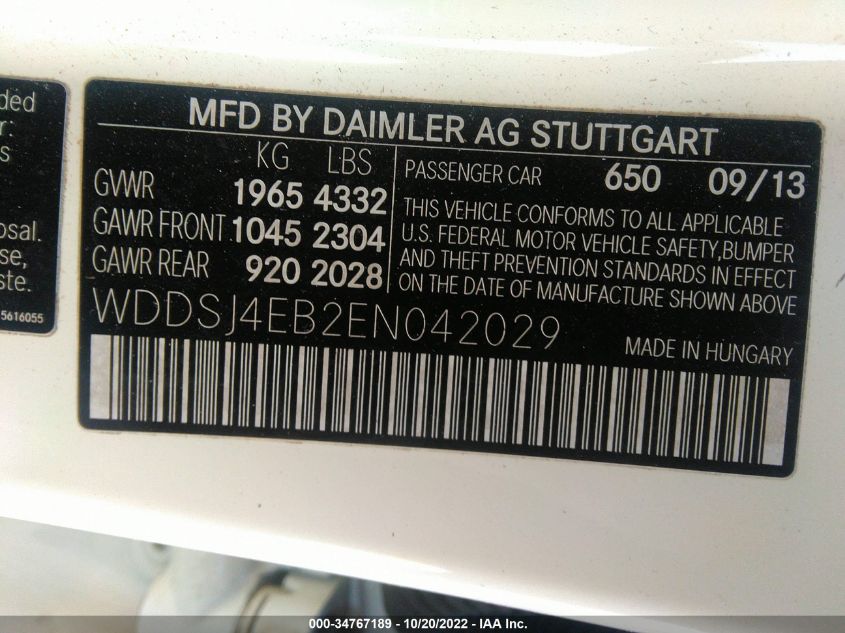 ded
r
s
osal.
se,
ste.
5616055
MFD BY DAIMLER AG STUTTGART
KG LBS
GVWR 1965 4332
GAWR FRONT 1045 2304
GAWR REAR 920 2028
PASSENGER CAR 650 09/13
THIS VEHICLE CONFORMS TO ALL APPLICABLE
U.S. FEDERAL MOTOR VEHICLE SAFETY, BUMPER
AND THEFT PREVENTION STANDARDS IN EFFECT
ON THE DATE OF MANUFACTURE SHOWN ABOVE
WDDSJ4EB2EN042029
MADE IN HUNGARY
000-34767189 - 10/20/2022 - IAA Inc.